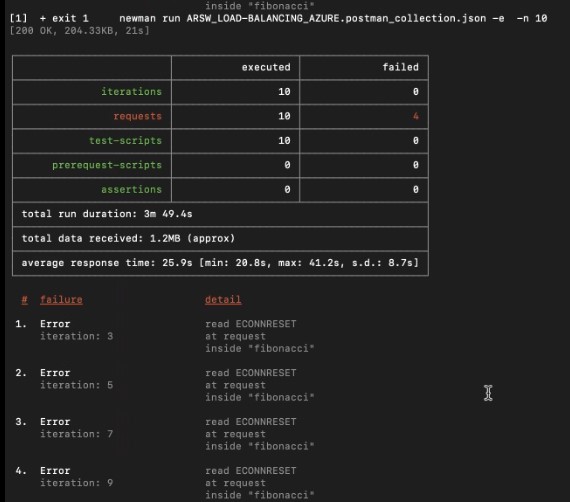 inside "fibonacci"
[1]  + exit 1     newman run ARSW_LOAD-BALANCING_AZURE.postman_collection.json -e  -n 10
[200 OK, 204.33KB, 21s]
executed failed
iterations 10 0
requests 10 4
test-scripts 10 0
prerequest-scripts 0 0
assertions 0 0
total run duration: 3m 49.4s
total data received: 1.2MB (approx)
average response time: 25.9s [min: 20.8s, max: 41.2s, s.d.: 8.7s]
# failure detail
1. Error read ECONNRESET
iteration: 3 at request
inside "fibonacci"
2. Error read ECONNRESET
iteration: 5 at request
inside "fibonacci"
3. Error read ECONNRESET
iteration: 7 at request
inside "fibonacci"
4. Error read ECONNRESET
iteration: 9 at request
inside "fibonacci"